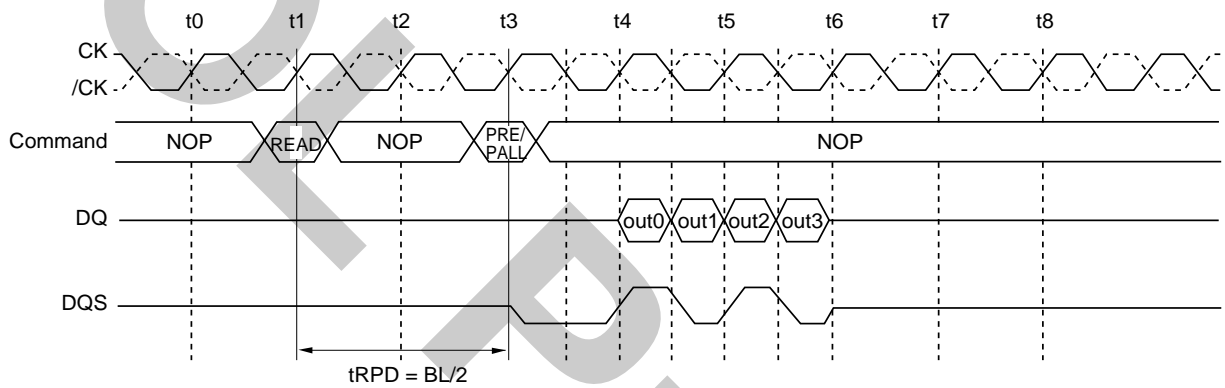 t0 t1 t2 t3 t4 t5 t6 t7 t8
CK
/CK
Command NOP READ NOP PRE/ PALL NOP
DQ out0 out1 out2 out3
DQS
tRPD = BL/2